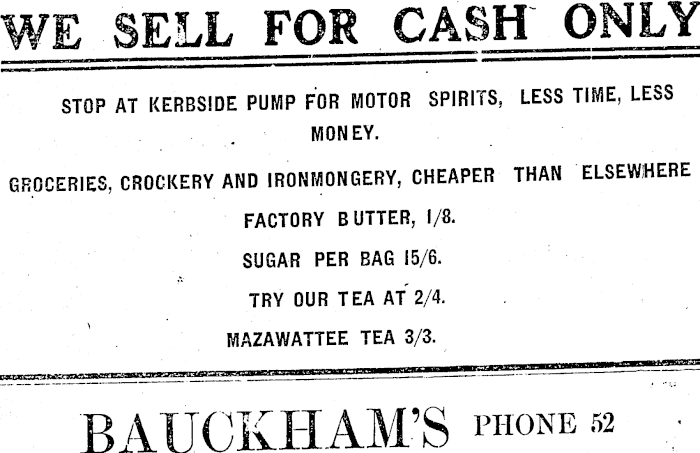 WE SELL FOR CASH ONLY
STOP AT KERBSIDE PUMP FOR MOTOR SPIRITS, LESS TIME, LESS
MONEY.
GROCERIES, CROCKERY AND IRONMONGERY, CHEAPER THAN ELSEWHERE
FACTORY BUTTER, 1/8.
SUGAR PER BAG 15/6.
TRY OUR TEA AT 2/4.
MAZAWATTEE TEA 3/3.
BAUCKHAM'S PHONE 52